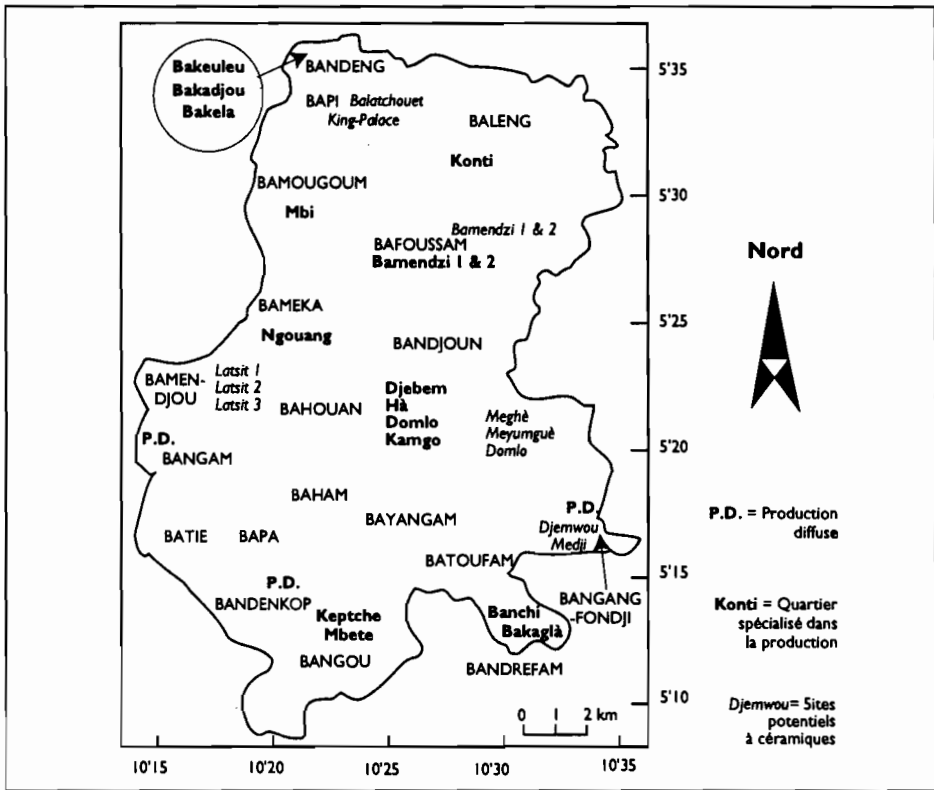 Bakeuleu
Bakadjou
Bakela
BANDENG
BAPI Balatchouet
King-Palace
BALENG
Konti
BAMOUGOUM
Mbi
Bamendzi 1 & 2
BAFOUSSAM
Bamendzi 1 & 2
BAMEKA
Ngouang
BANDJOUN
BAMEN-
DJOU
Latsit 1
Latsit 2
Latsit 3
BAHOUAN
Djebem
Hà
Domlo
Kamgo
Meghè
Meyumguè
Domlo
P.D.
BANGAM
BAHAM
BAYANGAM
BATIE
BAPA
P.D.
Djemwou
Medji
BATOUFAM
P.D.
BANDENKOP
Keptche
Mbete
BANGOU
Banchi
Bakaglà
BANGANG
-FONDJI
BANDREFAM
0 1 2 km
5'35
5'30
5'25
5'20
5'15
5'10
10'15
10'20
10'25
10'30
10'35
Nord
P.D. = Production
diffuse
Konti = Quartier
spécialisé dans
la production
Djemwou= Sites
potentiels
à céramiques